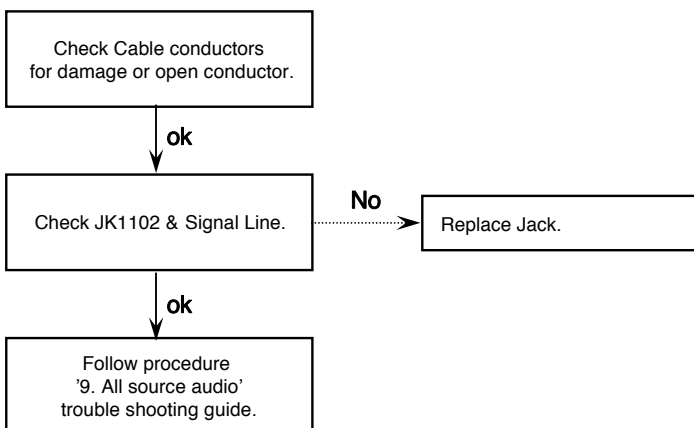 Check Cable conductors
for damage or open conductor.
ok
Check JK1102 & Signal Line.
No
Replace Jack.
ok
Follow procedure
’9. All source audio’
trouble shooting guide.